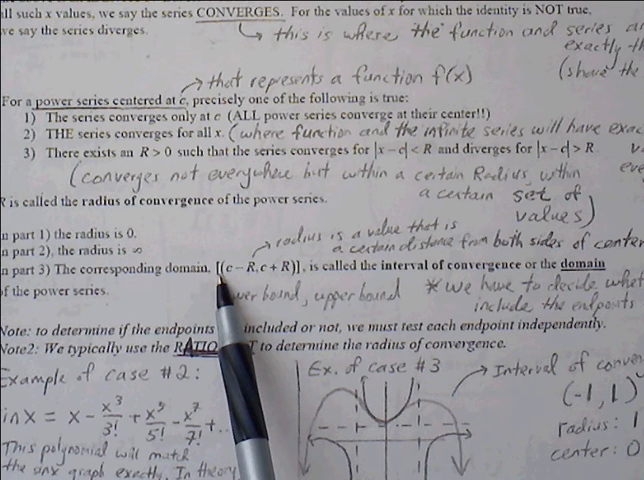 all such x values, we say the series CONVERGES. For the values of x for which the identity is NOT true,
we say the series diverges.
this is where the function and series
exactly
(share the
that represents a function f(x)
For a power series centered at c, precisely one of the following is true:
1) The series converges only at c (ALL power series converge at their center!!)
2) THE series converges for all x. (where function and the infinite series will have
3) There exists an R > 0 such that the series converges for |x - c| < R and diverges for |x - c| > R.
(converges not everywhere but within a certain Radius, within
a certain set of
values)
R is called the radius of convergence of the power series.
n part 1) the radius is 0.
n part 2), the radius is ∞
radius is a value that is
a certain distance from both sides of center
n part 3) The corresponding domain, [(c - R, c + R)], is called the interval of convergence or the domain
of the power series.
bound, upper bound
* we have to decide
include the endpoints
Note: to determine if the endpoints included or not, we must test each endpoint independently.
Note2: We typically use the to determine the radius of convergence.
Example of case #2:
Ex. of case #3
Interval of
(-1, 1)
radius: 1
center: 0
sin x = x - x³/3! + x⁵/5! - x⁷/7! + ...
This polynomial will match
the sinx graph exactly. In theory